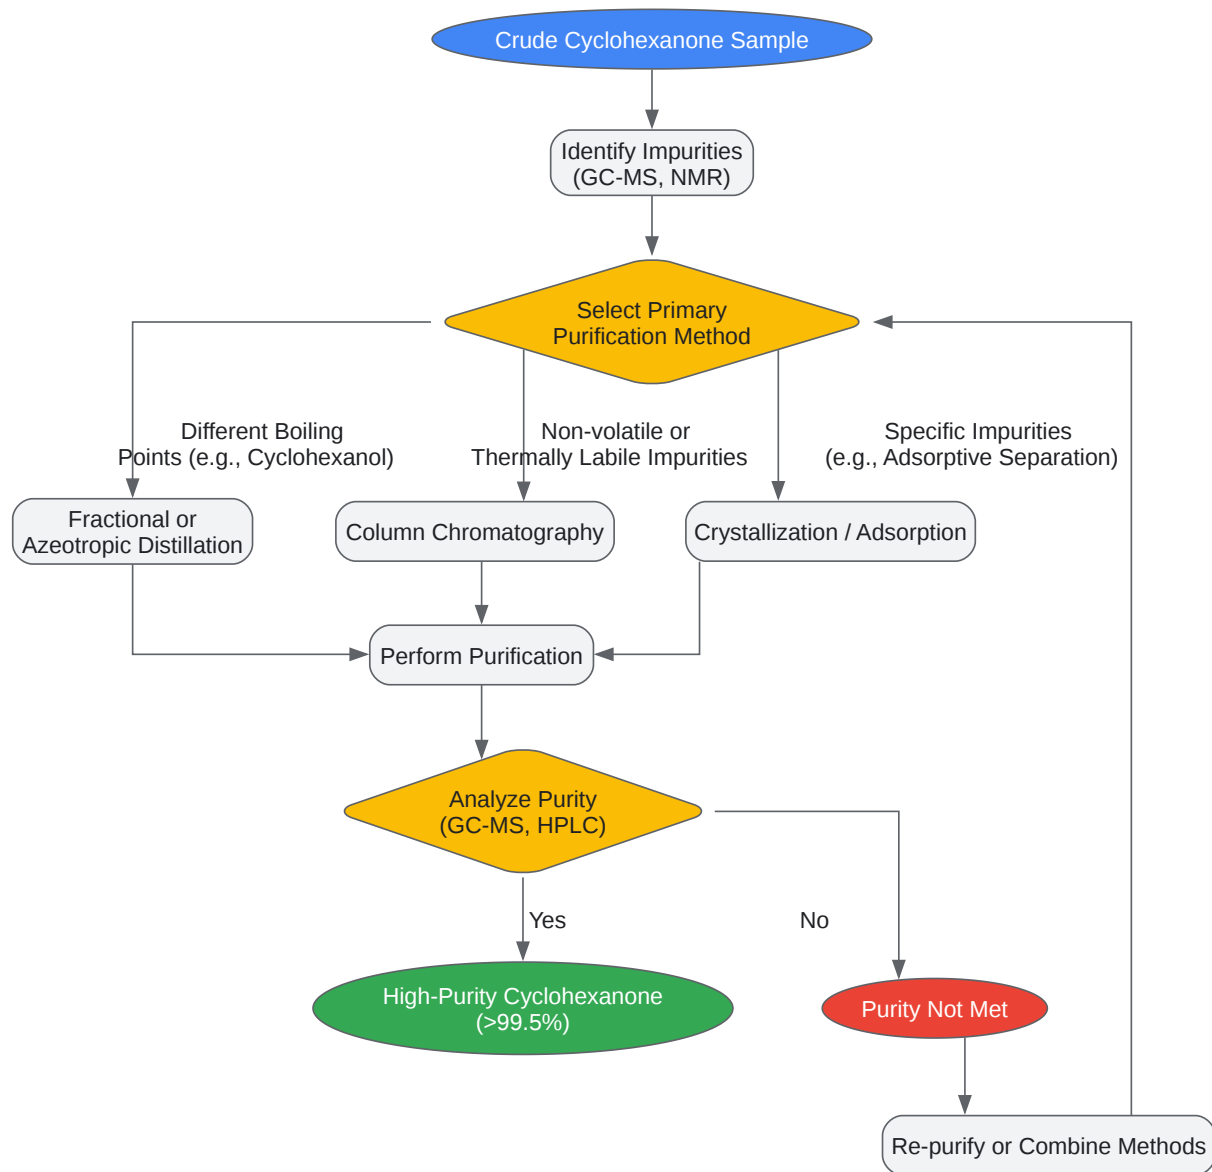 Crude Cyclohexanone Sample
Identify Impurities
(GC-MS, NMR)
Select Primary
Purification Method
Different Boiling
Points (e.g., Cyclohexanol)
Non-volatile or
Thermally Labile Impurities
Specific Impurities
(e.g., Adsorptive Separation)
Fractional or
Azeotropic Distillation
Column Chromatography
Crystallization / Adsorption
Perform Purification
Analyze Purity
(GC-MS, HPLC)
Yes
No
High-Purity Cyclohexanone
(>99.5%)
Purity Not Met
Re-purify or Combine Methods